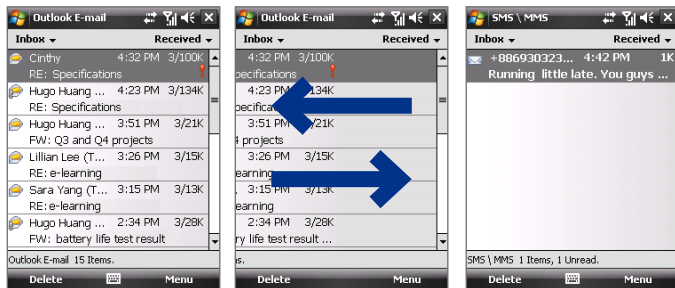 Outlook E-mail
Inbox Received
Cinthy 4:32 PM 3/100K
RE: Specifications
Hugo Huang ... 4:23 PM 3/134K
RE: Specifications
Hugo Huang ... 3:51 PM 3/21K
FW: Q3 and Q4 projects
Lillian Lee (T... 3:26 PM 3/15K
RE: e-learning
Sara Yang (T... 3:15 PM 3/13K
RE: e-learning
Hugo Huang ... 2:34 PM 3/28K
FW: battery life test result
Outlook E-mail 15 Items.
Delete Menu
Outlook E-mail
Inbox Received
4:32 PM 3/100K
pecifications
4:23 PM 134K
pecifica
3:51 PM /21K
projects
3:26 PM 3/15K
earning
3:15 PM 3/13K
earning
2:34 PM 3/28K
ry life test result ...
s.
Delete Menu
SMS \ MMS
Inbox Received
+886930323... 4:42 PM 1K
Running little late. You guys ...
SMS \ MMS 1 Items, 1 Unread.
Delete Menu